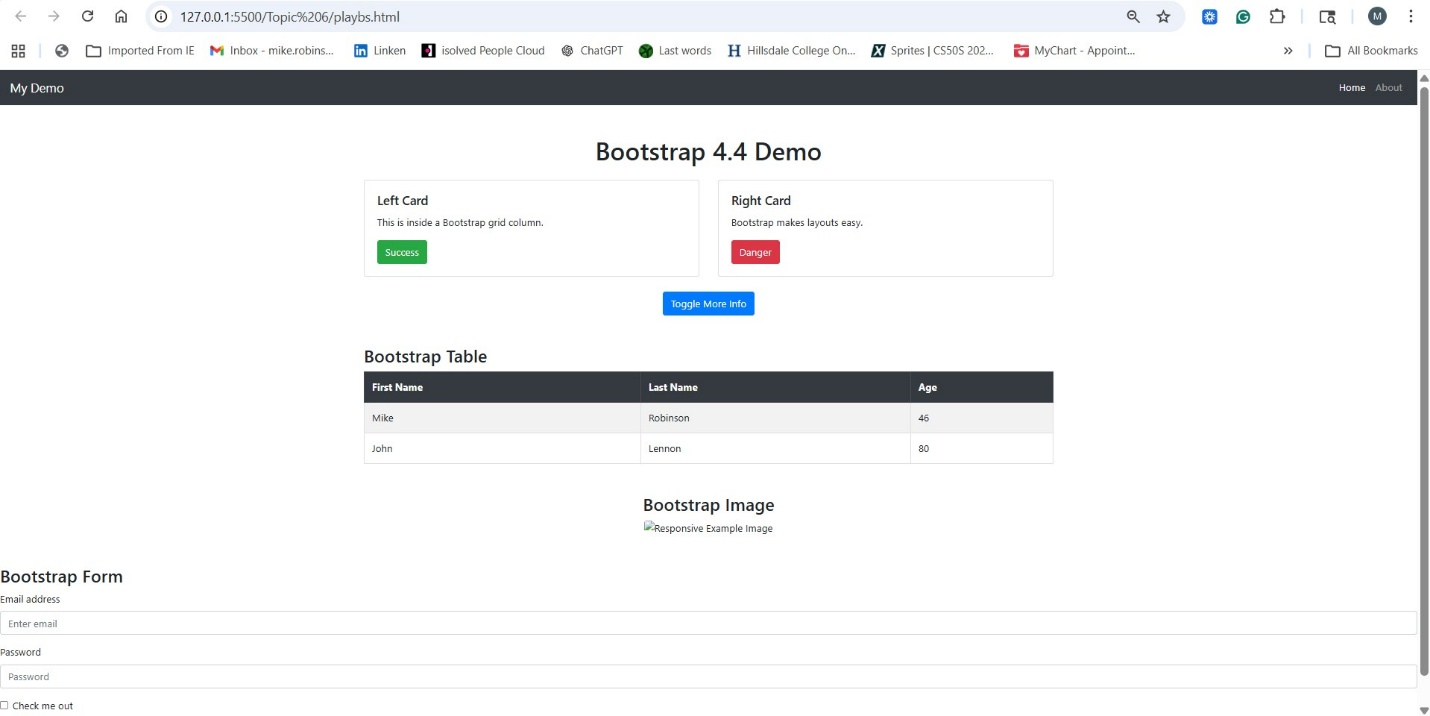 127.0.0.1:5500/Topic%206/playbs.html
M
Imported From IE
Inbox - mike.robins...
Linken
isolved People Cloud
ChatGPT
Last words
Hillsdale College On...
Sprites | CS50S 202...
MyChart - Appoint...
»
All Bookmarks
My Demo
Home
About
Bootstrap 4.4 Demo
Left Card
Right Card
This is inside a Bootstrap grid column.
Bootstrap makes layouts easy.
Success
Danger
Toggle More Info
Bootstrap Table
First Name Last Name Age
Mike Robinson 46
John Lennon 80
Bootstrap Image
Responsive Example Image
Bootstrap Form
Email address
Enter email
Password
Password
Check me out